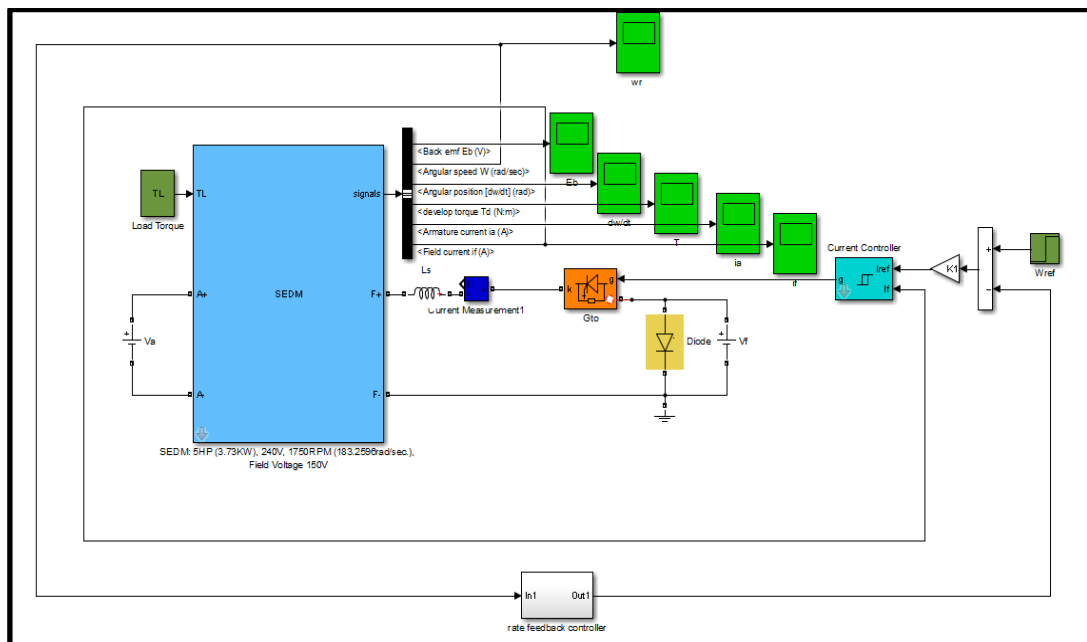 wr
<Back emf Eb (V)>
<Angular speed W (rad/sec)>
<Angular position [dw/dt] (rad)>
<develop torque Td (N:m)>
<Armature current ia (A)>
<Field current if (A)>
Eb
dw/dt
T
ia
if
TL
Load Torque
TL
signals
SEDM
A+
A-
F+
F-
Va
Ls
Current Measurement1
k
g
Gto
Diode
Vf
Current Controller
g
Iref
If
K1
Wref
SEDM: 5HP (3.73KW), 240V, 1750RPM (183.2596rad/sec.),
Field Voltage 150V
In1
Out1
rate feedback controller